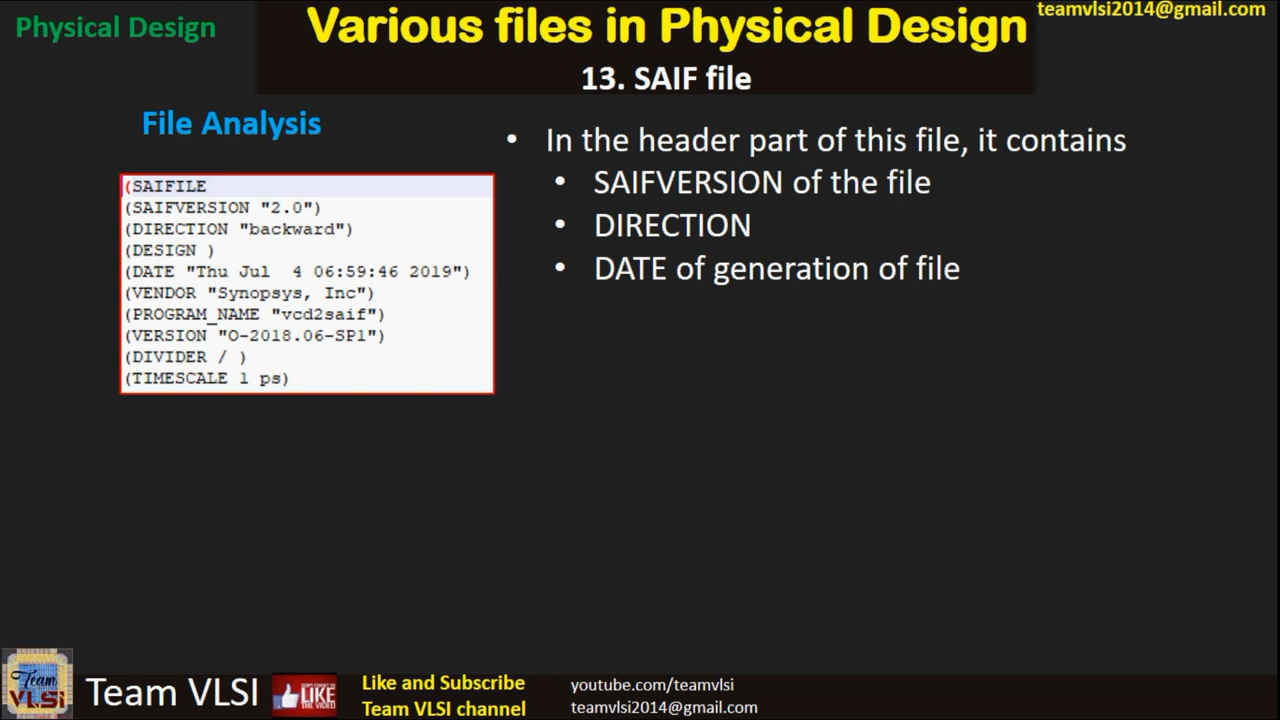 Physical Design
Various files in Physical Design
teamvlsi2014@gmail.com
13. SAIF file
File Analysis
(SAIFILE
(SAIFVERSION "2.0")
(DIRECTION "backward")
(DESIGN )
(DATE "Thu Jul  4 06:59:46 2019")
(VENDOR "Synopsys, Inc")
(PROGRAM_NAME "vcd2saif")
(VERSION "O-2018.06-SP1")
(DIVIDER / )
(TIMESCALE 1 ps)
• In the header part of this file, it contains
• SAIFVERSION of the file
• DIRECTION
• DATE of generation of file
Team
VLSI
Team VLSI
LIKE
THE VIDEO
Like and Subscribe
Team VLSI channel
youtube.com/teamvlsi
teamvlsi2014@gmail.com